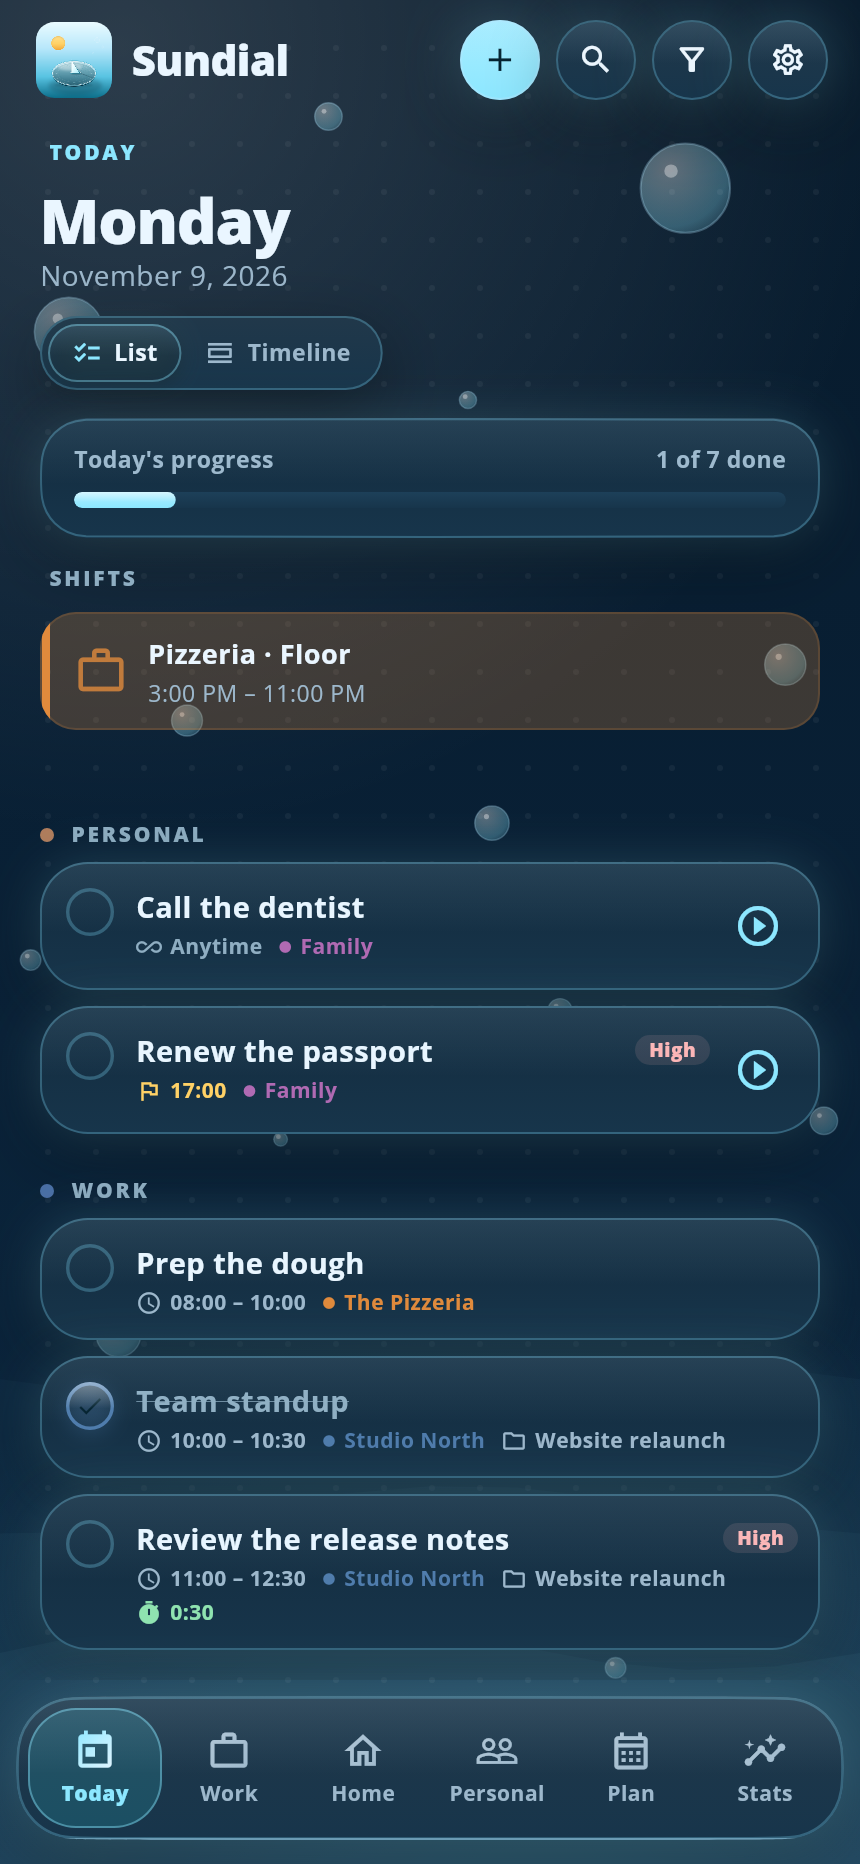 Sundial
TODAY
Monday
November 9, 2026
List Timeline
Today's progress 1 of 7 done
SHIFTS
Pizzeria · Floor
3:00 PM – 11:00 PM
PERSONAL
Call the dentist
Anytime Family
Renew the passport High
17:00 Family
WORK
Prep the dough
08:00 – 10:00 The Pizzeria
Team standup
10:00 – 10:30 Studio North Website relaunch
Review the release notes High
11:00 – 12:30 Studio North Website relaunch
0:30
Today Work Home Personal Plan Stats